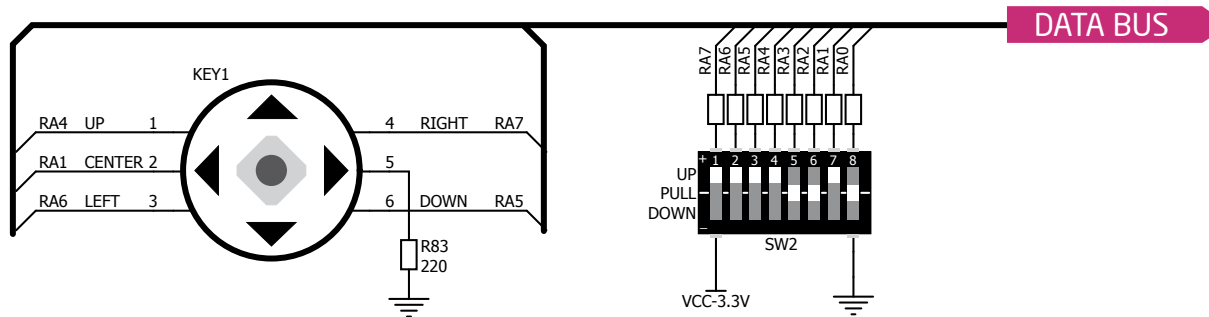 DATA BUS
KEY1
RA4 UP 1
RA1 CENTER 2
RA6 LEFT 3
4 RIGHT RA7
5
6 DOWN RA5
R83
220
RA7
RA6
RA5
RA4
RA3
RA2
RA1
RA0
+ 1 2 3 4 5 6 7 8
UP
PULL
DOWN
_
SW2
VCC-3.3V